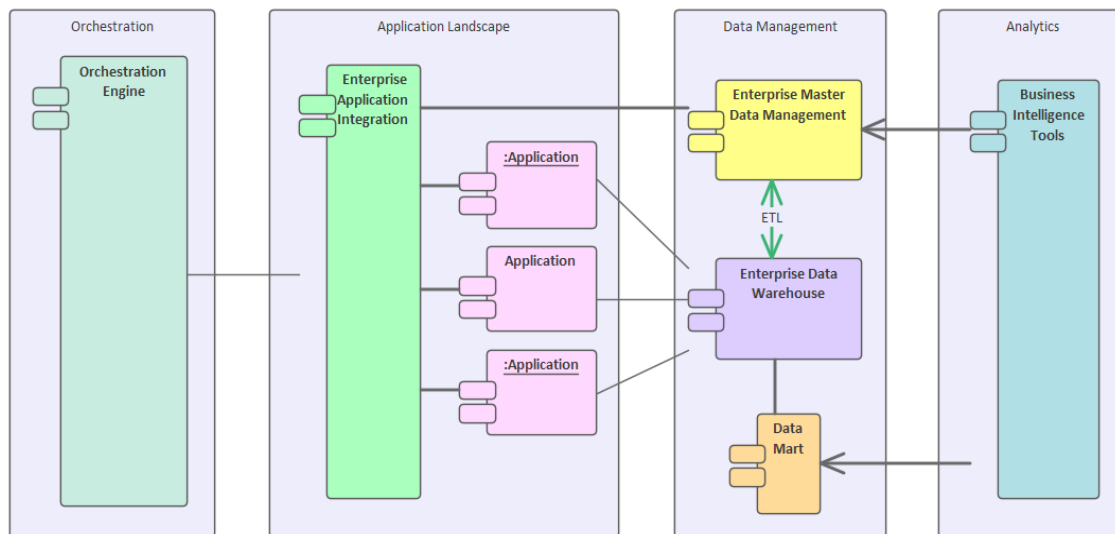 Orchestration
Application Landscape
Data Management
Analytics
Orchestration
Engine
Enterprise
Application
Integration
:Application
Application
:Application
Enterprise Master
Data Management
ETL
Enterprise Data
Warehouse
Data
Mart
Business
Intelligence
Tools